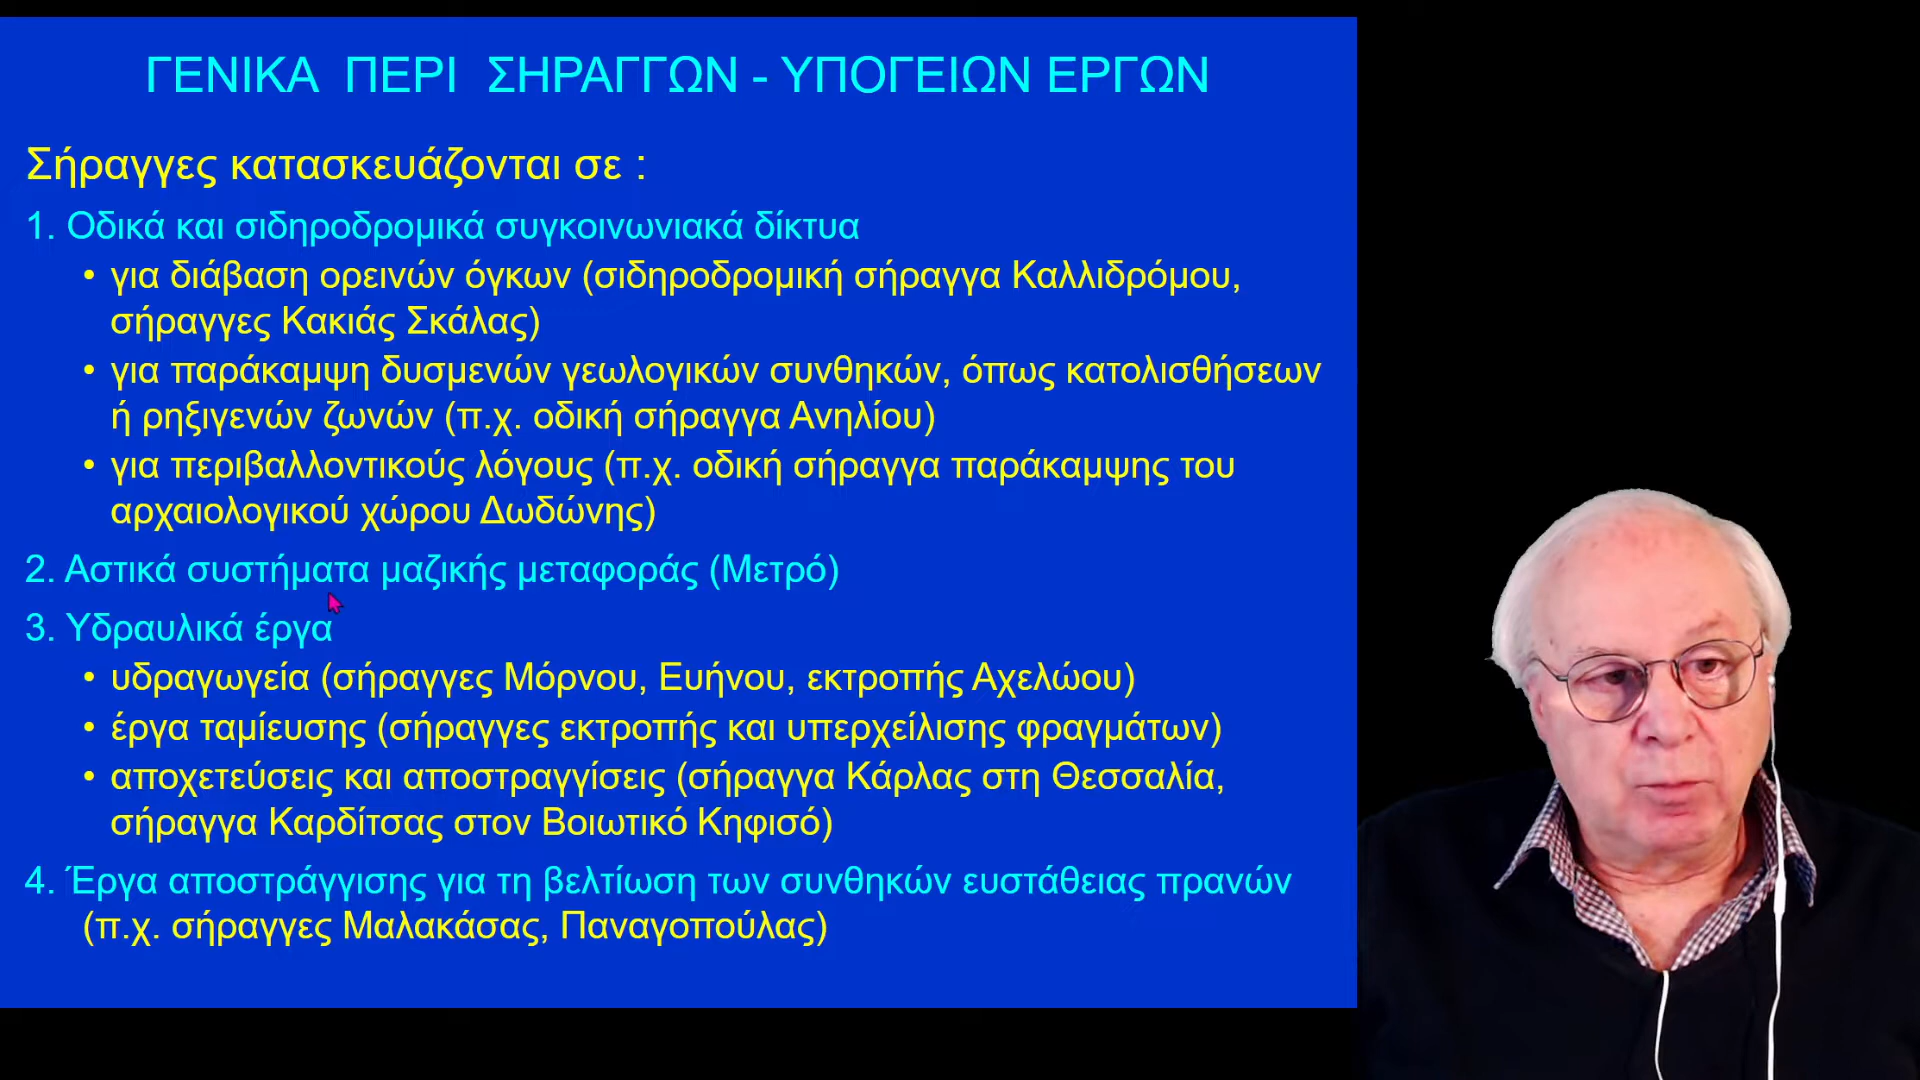 ΓΕΝΙΚΑ ΠΕΡΙ ΣΗΡΑΓΓΩΝ - ΥΠΟΓΕΙΩΝ ΕΡΓΩΝ
Σήραγγες κατασκευάζονται σε :
1. Οδικά και σιδηροδρομικά συγκοινωνιακά δίκτυα
• για διάβαση ορεινών όγκων (σιδηροδρομική σήραγγα Καλλιδρόμου,
σήραγγες Κακιάς Σκάλας)
• για παράκαμψη δυσμενών γεωλογικών συνθηκών, όπως κατολισθήσεων
ή ρηξιγενών ζωνών (π.χ. οδική σήραγγα Ανηλίου)
• για περιβαλλοντικούς λόγους (π.χ. οδική σήραγγα παράκαμψης του
αρχαιολογικού χώρου Δωδώνης)
2. Αστικά συστήματα μαζικής μεταφοράς (Μετρό)
3. Υδραυλικά έργα
• υδραγωγεία (σήραγγες Μόρνου, Ευήνου, εκτροπής Αχελώου)
• έργα ταμίευσης (σήραγγες εκτροπής και υπερχείλισης φραγμάτων)
• αποχετεύσεις και αποστραγγίσεις (σήραγγα Κάρλας στη Θεσσαλία,
σήραγγα Καρδίτσας στον Βοιωτικό Κηφισό)
4. Έργα αποστράγγισης για τη βελτίωση των συνθηκών ευστάθειας πρανών
(π.χ. σήραγγες Μαλακάσας, Παναγοπούλας)